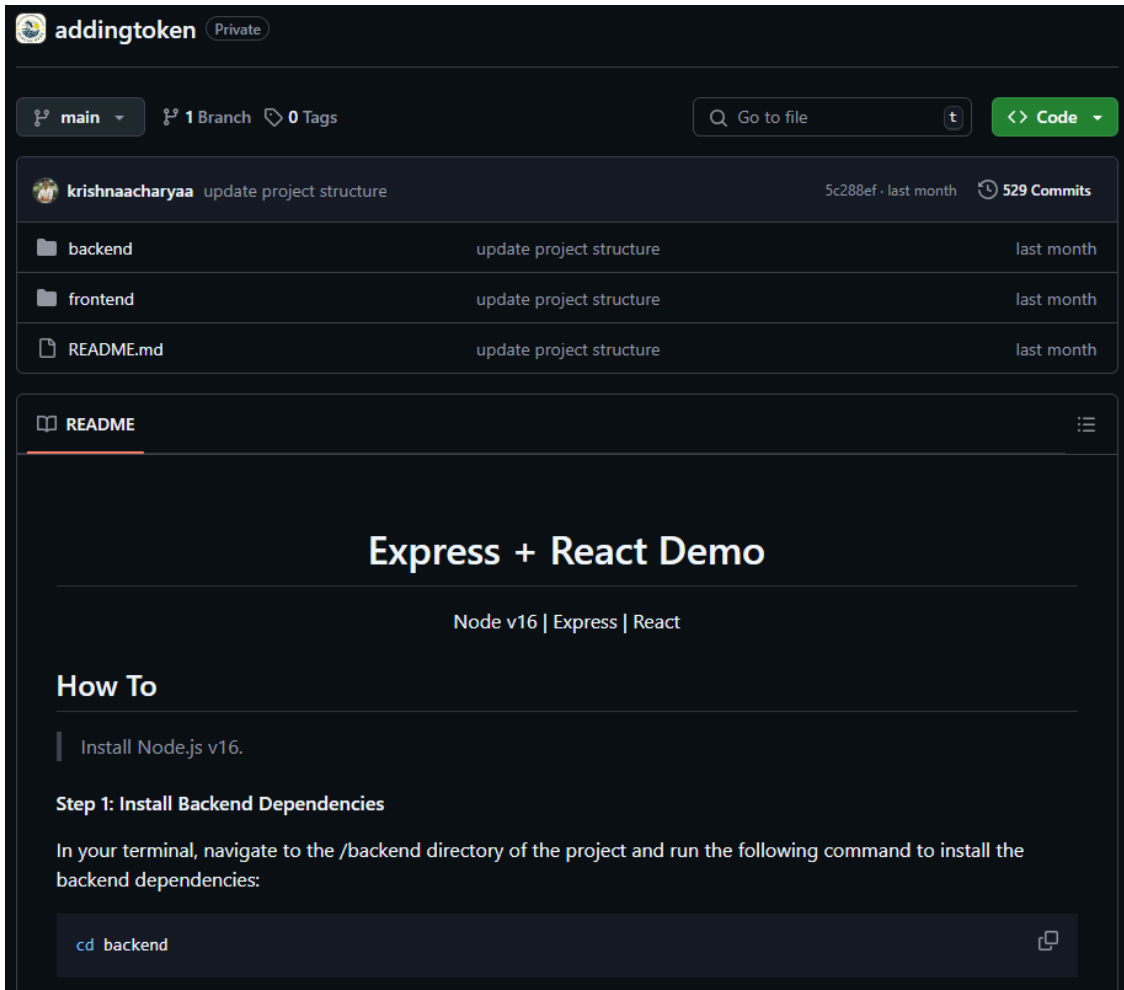 addingtoken Private
main 1 Branch 0 Tags Go to file t Code
krishnaacharyaa update project structure 5c288ef · last month 529 Commits
backend update project structure last month
frontend update project structure last month
README.md update project structure last month
README
Express + React Demo
Node v16 | Express | React
How To
Install Node.js v16.
Step 1: Install Backend Dependencies
In your terminal, navigate to the /backend directory of the project and run the following command to install the
backend dependencies:
cd backend